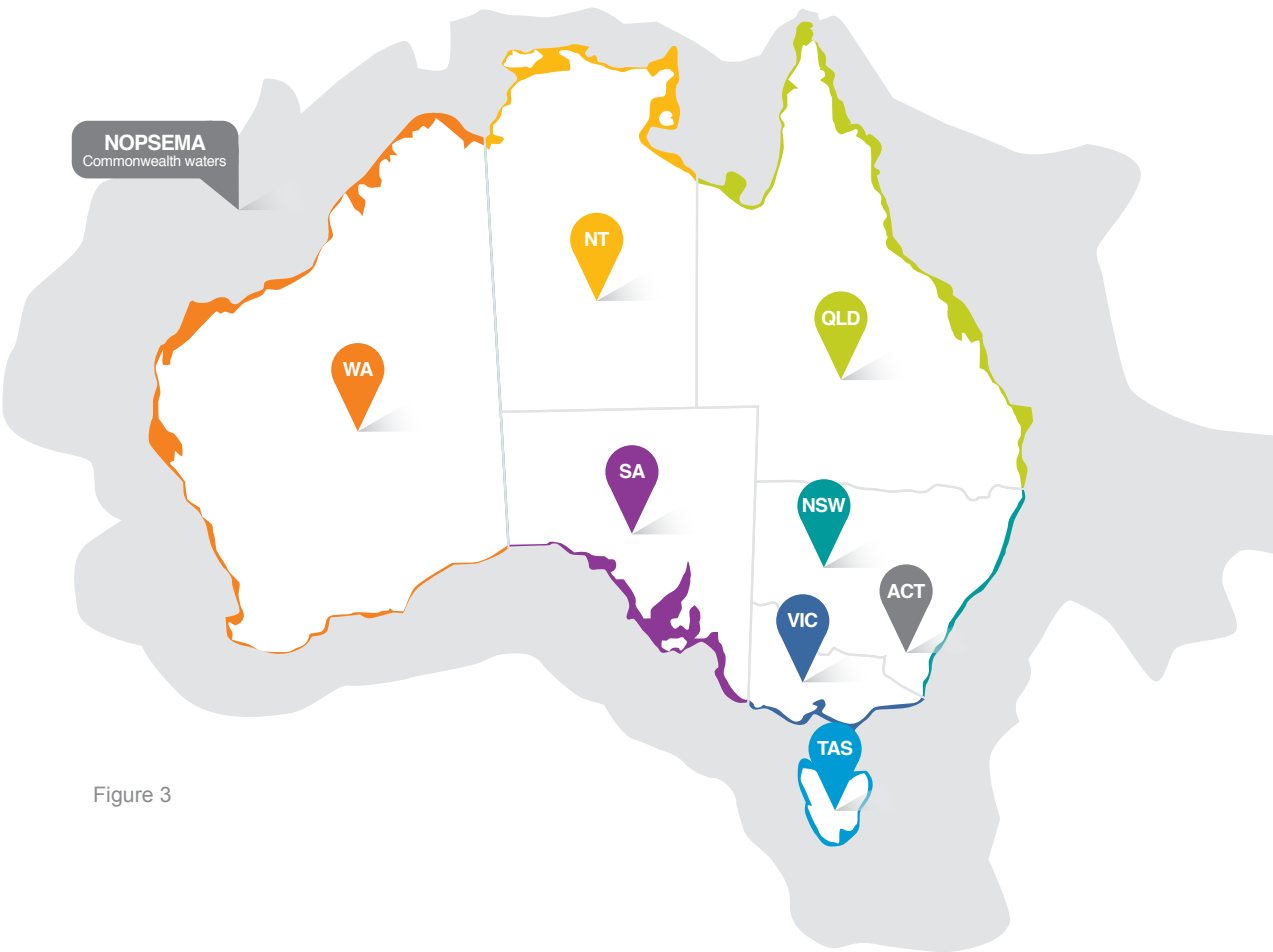 NOPSEMA
Commonwealth waters
NT
QLD
WA
SA
NSW
ACT
VIC
TAS
Figure 3